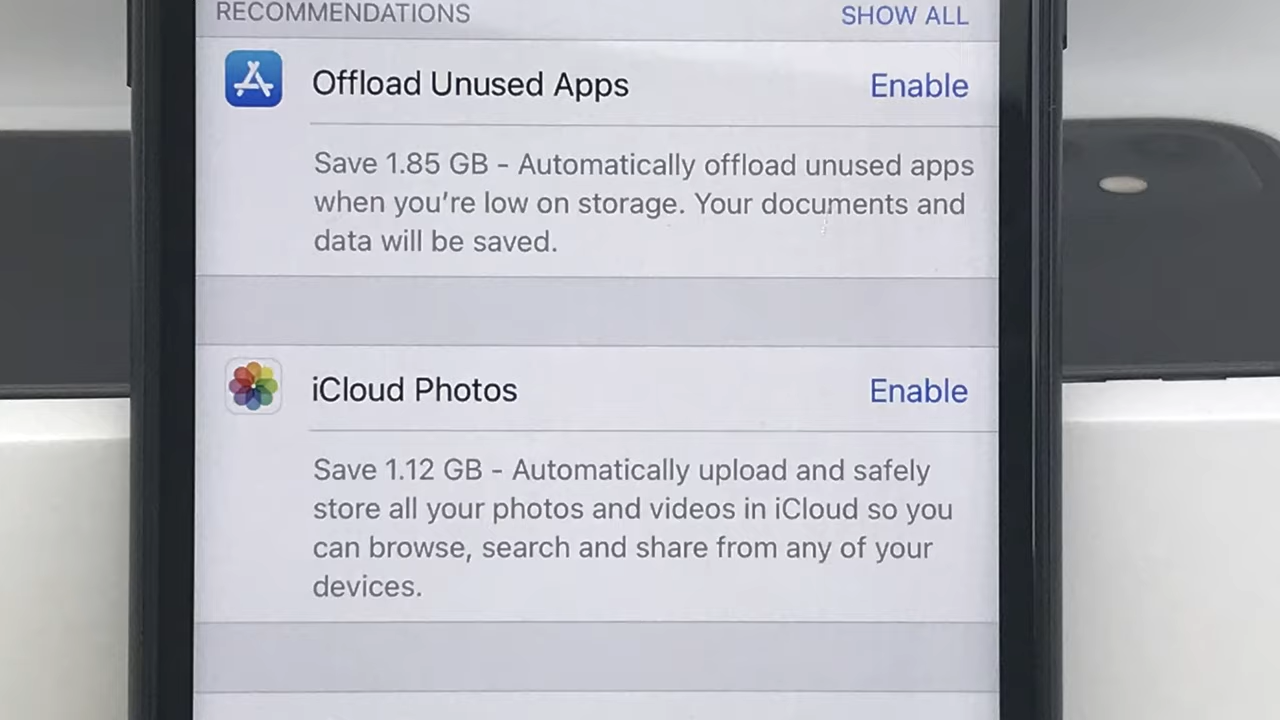 RECOMMENDATIONS SHOW ALL
Offload Unused Apps Enable
Save 1.85 GB - Automatically offload unused apps
when you're low on storage. Your documents and
data will be saved.
iCloud Photos Enable
Save 1.12 GB - Automatically upload and safely
store all your photos and videos in iCloud so you
can browse, search and share from any of your
devices.